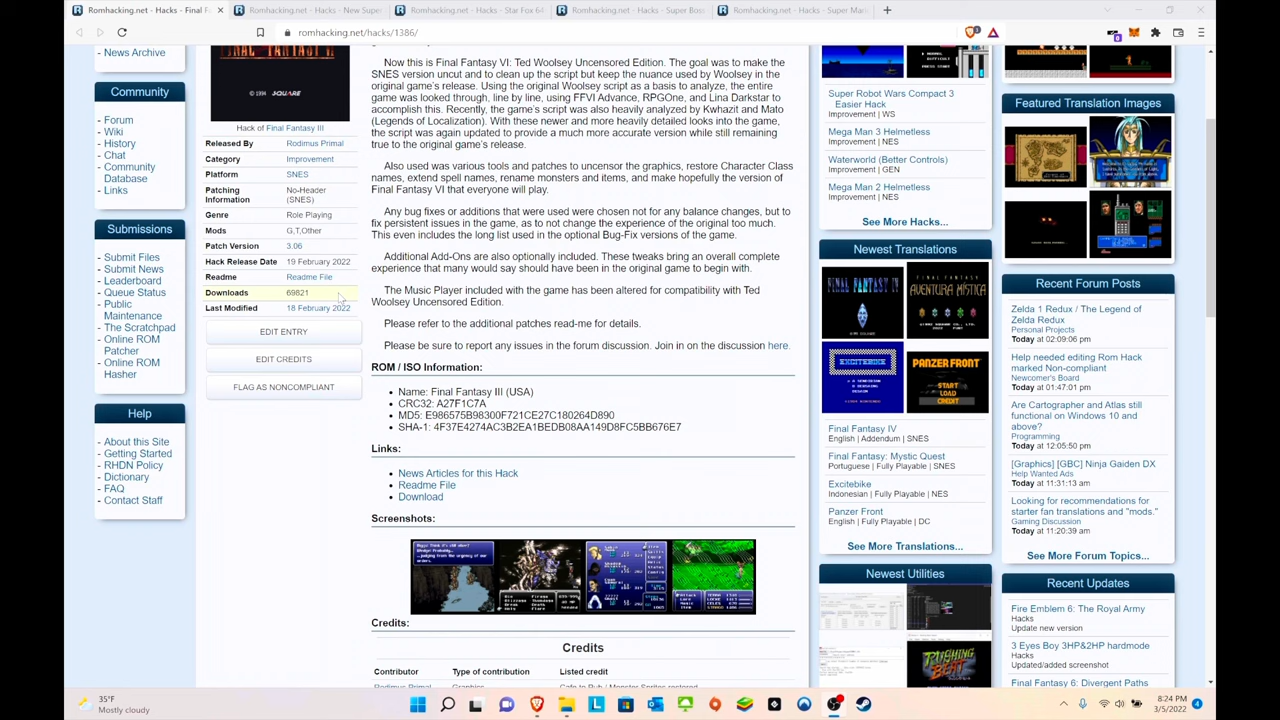 Romhacking.net - Hacks - Final F
Romhacking.net - Hacks - New Super
Romhacking.net - Hacks - Star Fox 64
Romhacking.net - Hacks - Super Boss
Romhacking.net - Hacks - Super Mari
romhacking.net/hacks/1386/
News Archive
Community
Forum
Wiki
History
Chat
Community
Database
Links
Submissions
Submit Files
Submit News
Leaderboard
Queue Status
Public
Maintenance
The Scratchpad
Online ROM
Patcher
Online ROM
Hasher
Help
About this Site
Getting Started
RHDN Policy
Dictionary
FAQ
Contact Staff
© 1994 SQUARE
Hack of Final Fantasy III
Released By Rodimus Primal
Category Improvement
Platform SNES
Patching Information No-Header (SNES)
Genre Role Playing
Mods G,T,Other
Patch Version 3.06
Hack Release Date 19 February 2022
Readme Readme File
Downloads 69821
Last Modified 18 February 2022
EDIT ENTRY
EDIT CREDITS
FLAG AS NONCOMPLIANT
Now this is Final Fantasy VI: Ted Woolsey Uncensored Edition. The goal was to make the
SNES version uncensored and touch up the script but keep the nuances used by Woolsey in
the original game's release. Using the original Woolsey script as a basis to analyze, the entire
game was looked through, line by line, using FFVI Advance, RPGOne, and Lina Darkstar to
accomplish this. Recently, the game's script was also heavily analyzed by Kwhazit and Mato
(Legends of Localization). With these newer and more heavily detailed looks into the game,
the script was again updated to provide a much more accurate version while still remaining
true to the original game's release.
Also used were various tools and patches to uncensor the graphics, restore Character Class
names, fix various bugs, rename monsters and items, and make hopefully the version of
Final Fantasy VI that everybody will prefer.
Any bug fixes or additions that were used were chosen not for any balance changes, but to
fix persistent issues in the game, as to not change the experience of the original too much.
This even includes the long list used in the optional Bug-Fix versions of the game.
Additional patches are also optionally included. These tweaks bring an overall complete
experience that many would say should have been in the original game to begin with.
The Music Player included with the game has been altered for compatibility with Ted
Woolsey Uncensored Edition.
Please refer to the additional patches read-me for details.
Please be sure to report any issues in the forum discussion. Join in on the discussion here.
ROM / ISO Information:
Name: Final Fantasy III(USA)
CRC32: A27F1C7A
SHA-1: 4F37E4274AC3B2EA1BEDB08AA149D8FC5BB676E7
Links:
News Articles for this Hack
Readme File
Download
Screenshots:
Credits:
Credits
Contributor Type of contribution Listed credit
Super Robot Wars Compact 3
Easier Hack
Improvement | WS
Mega Man 3 Helmetless
Improvement | NES
Waterworld (Better Controls)
Improvement | GEN
Mega Man 2 Helmetless
Improvement | NES
See More Hacks...
Newest Translations
FINAL FANTASY IV
FINAL FANTASY
AVENTURA MISTICA
EXCITEBIKE
PANZER FRONT
START
LOAD
CREDIT
Final Fantasy IV
English | Addendum | SNES
Final Fantasy: Mystic Quest
Portuguese | Fully Playable | SNES
Excitebike
Indonesian | Fully Playable | NES
Panzer Front
English | Fully Playable | DC
See More Translations...
Newest Utilities
Featured Translation Images
Recent Forum Posts
Zelda 1 Redux / The Legend of
Zelda Redux
Personal Projects
Today at 02:09:06 pm
Help needed editing Rom Hack
marked Non-compliant
Newcomer's Board
Today at 01:47:01 pm
Are Cartographer and Atlas still
functional on Windows 10 and
above?
Programming
Today at 12:05:50 pm
[Graphics] [GBC] Ninja Gaiden DX
Help Wanted Ads
Today at 11:31:13 am
Looking for recommendations for
starter fan translations and "mods."
Gaming Discussion
Today at 11:20:39 am
See More Forum Topics...
Recent Updates
Fire Emblem 6: The Royal Army
Hacks
Update new version
3 Eyes Boy 3HP&2HP hardmode
Hacks
Updated/added screenshot
Final Fantasy 6: Divergent Paths
35°F
Mostly cloudy
8:24 PM
3/5/2022